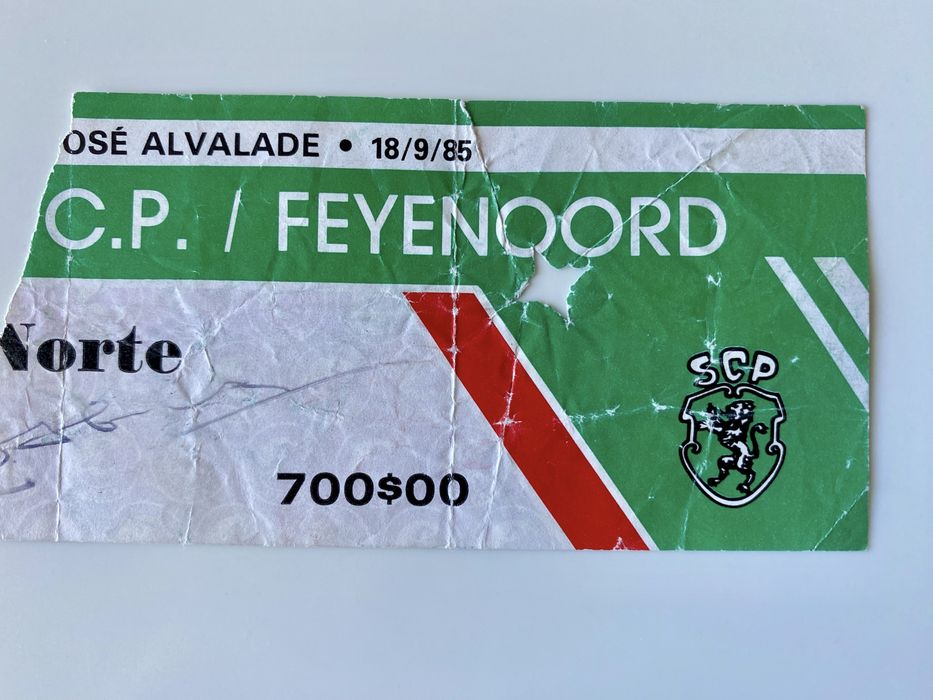 OSÉ ALVALADE • 18/9/85
C.P. / FEYENOORD
Norte
700$00
SCP